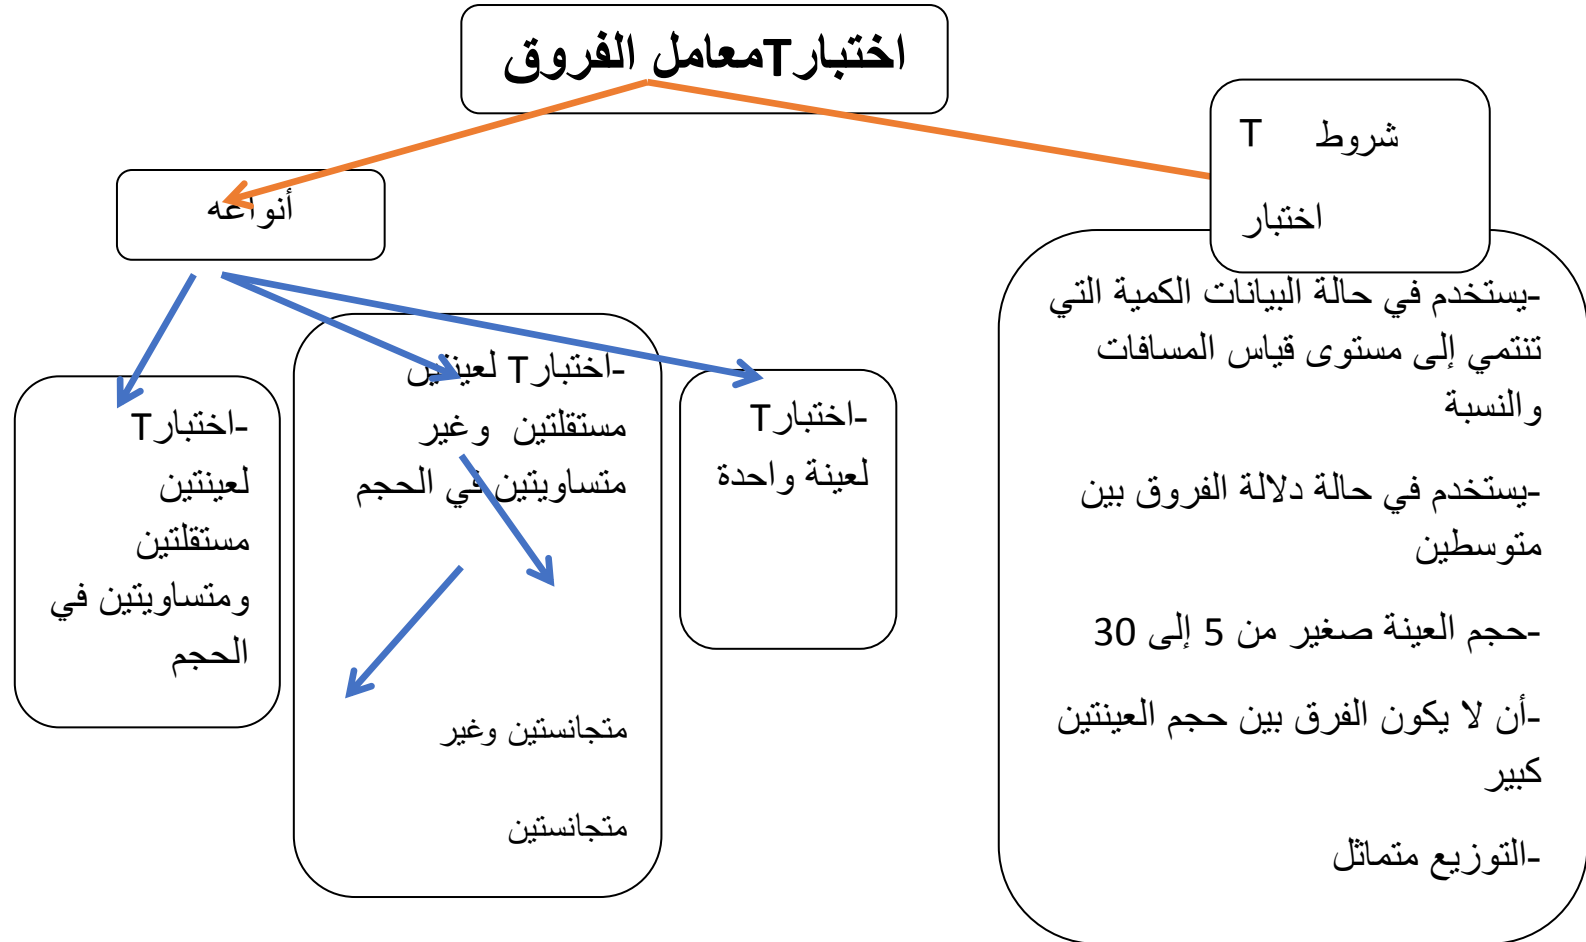 اختبارTمعامل الفروق
شروط T
اختبار
-يستخدم في حالة البيانات الكمية التي
تنتمي إلى مستوى قياس المسافات
والنسبة
-يستخدم في حالة دلالة الفروق بين
متوسطين
-حجم العينة صغير من 5 إلى 30
-أن لا يكون الفرق بين حجم العينتين
كبير
-التوزيع متماثل
أنواعه
-اختبارT
لعينة واحدة
-اختبارT لعينتين
مستقلتين وغير
متساويتين في الحجم
متجانستين وغير
متجانستين
-اختبارT
لعينتين
مستقلتين
ومتساويتين في
الحجم